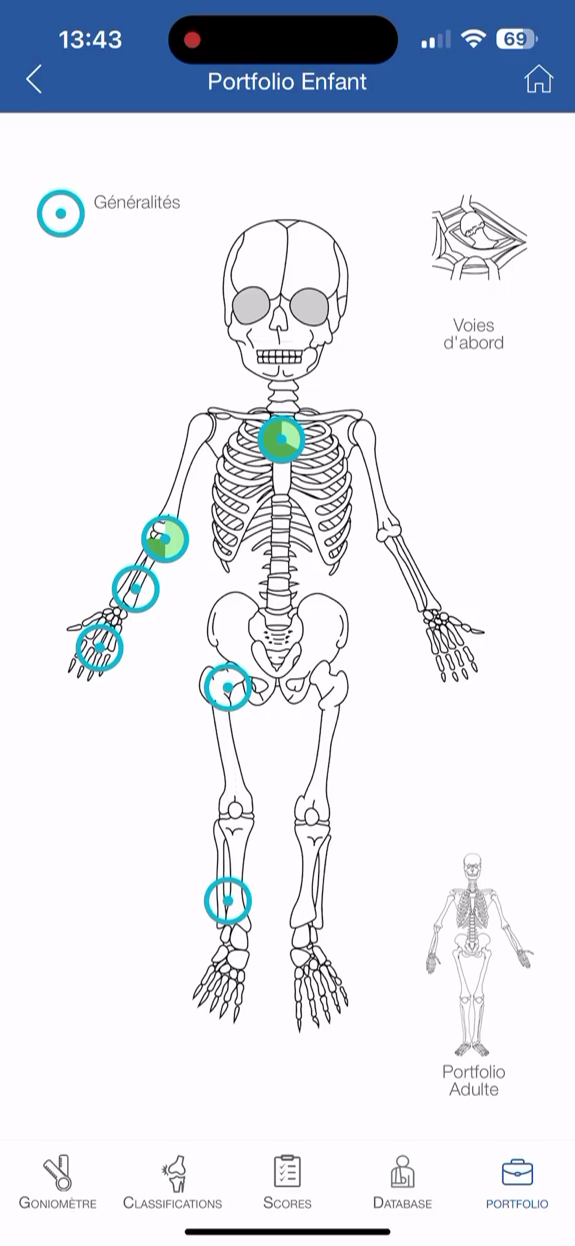 13:43
69
Portfolio Enfant
Généralités
Voies
d'abord
Portfolio
Adulte
GONIOMÈTRE
CLASSIFICATIONS
SCORES
DATABASE
PORTFOLIO